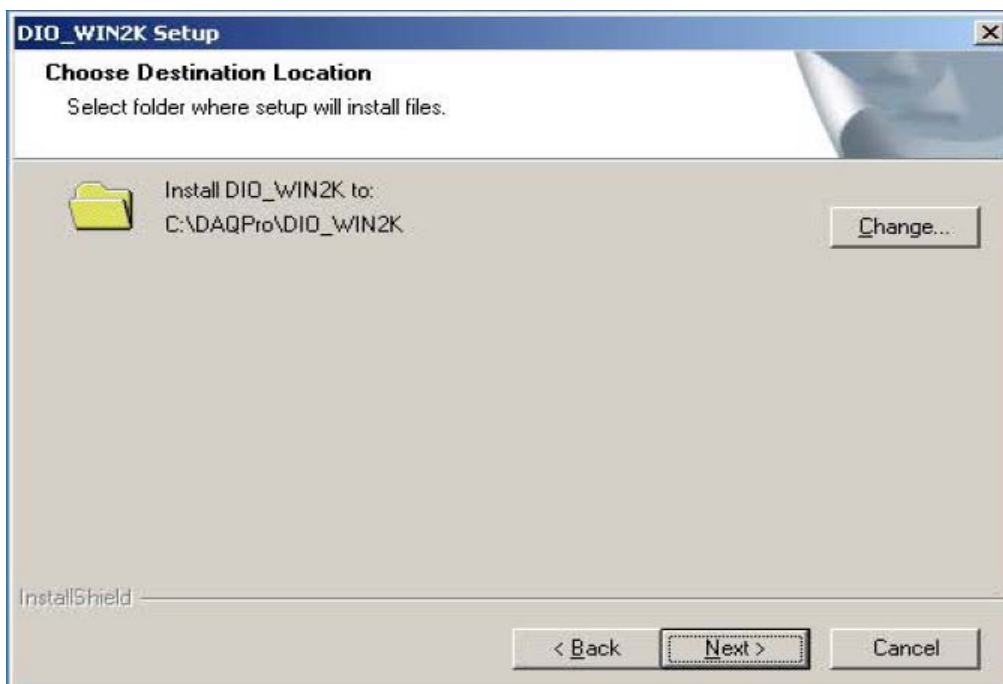 DIO_WIN2K Setup
Choose Destination Location
Select folder where setup will install files.
Install DIO_WIN2K to:
C:\DAQPro\DIO_WIN2K
Change...
InstallShield
< Back
Next >
Cancel